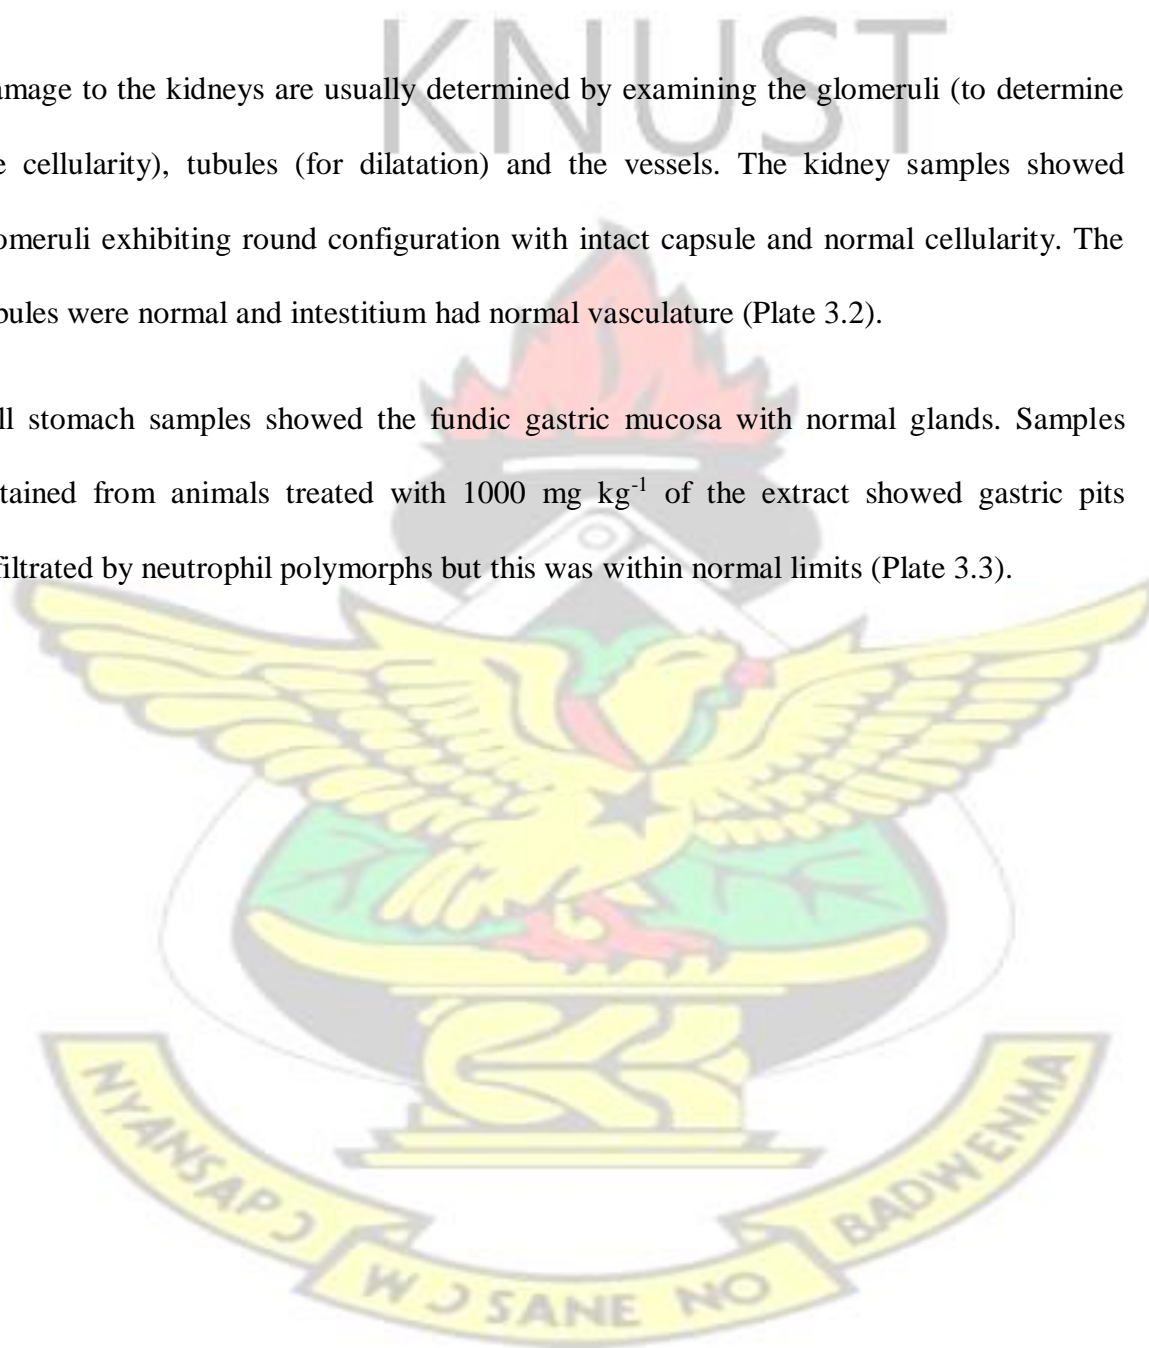 KNUST
amage to the kidneys are usually determined by examining the glomeruli (to determine
e cellularity), tubules (for dilatation) and the vessels. The kidney samples showed
omeruli exhibiting round configuration with intact capsule and normal cellularity. The
bules were normal and intestitium had normal vasculature (Plate 3.2).
ll stomach samples showed the fundic gastric mucosa with normal glands. Samples
tained from animals treated with 1000 mg kg-1 of the extract showed gastric pits
filtrated by neutrophil polymorphs but this was within normal limits (Plate 3.3).
NYANSAPƆ
WƆSANE NO
BADWENMA